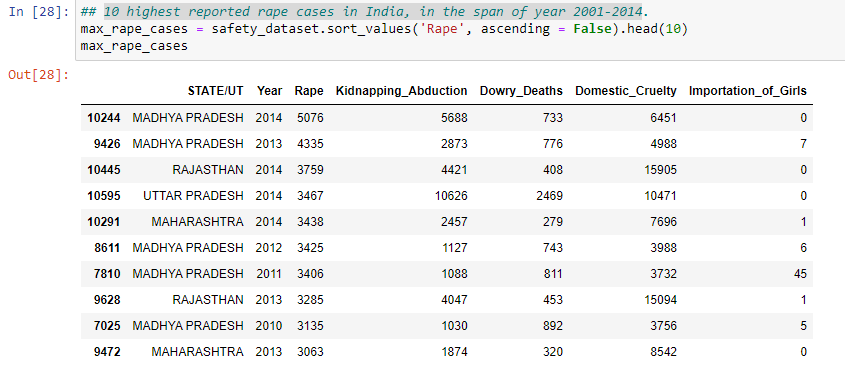 In [28]: ## 10 highest reported rape cases in India, in the span of year 2001-2014.
max_rape_cases = safety_dataset.sort_values('Rape', ascending = False).head(10)
max_rape_cases
Out[28]:
STATE/UT Year Rape Kidnapping_Abduction Dowry_Deaths Domestic_Cruelty Importation_of_Girls
10244 MADHYA PRADESH 2014 5076 5688 733 6451 0
9426 MADHYA PRADESH 2013 4335 2873 776 4988 7
10445 RAJASTHAN 2014 3759 4421 408 15905 0
10595 UTTAR PRADESH 2014 3467 10626 2469 10471 0
10291 MAHARASHTRA 2014 3438 2457 279 7696 1
8611 MADHYA PRADESH 2012 3425 1127 743 3988 6
7810 MADHYA PRADESH 2011 3406 1088 811 3732 45
9628 RAJASTHAN 2013 3285 4047 453 15094 1
7025 MADHYA PRADESH 2010 3135 1030 892 3756 5
9472 MAHARASHTRA 2013 3063 1874 320 8542 0